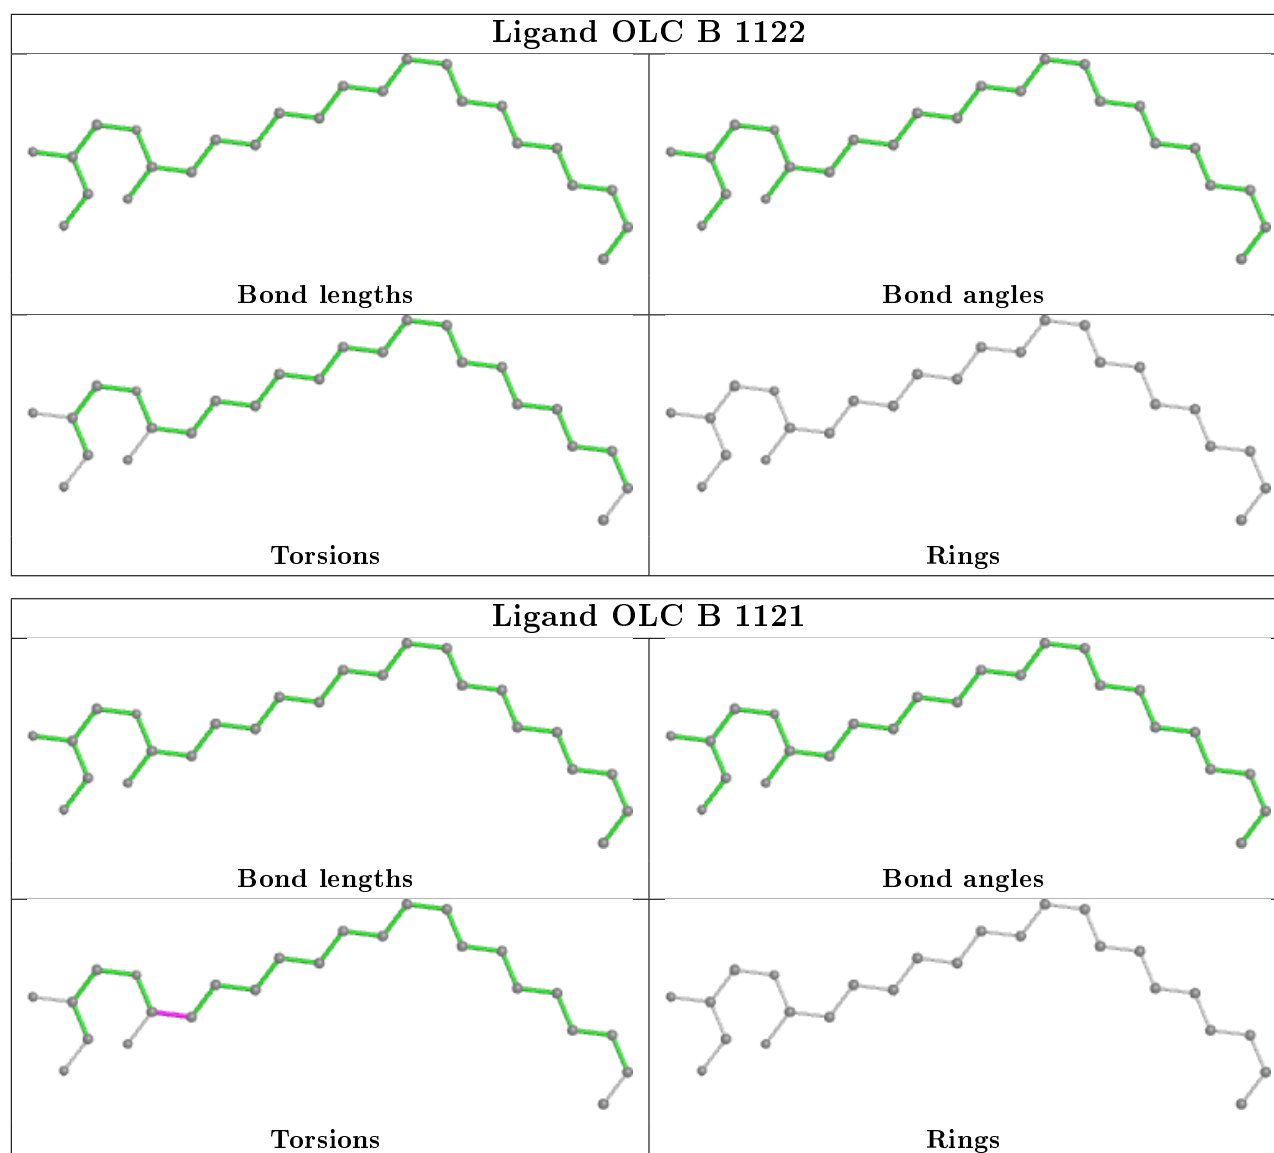 Ligand OLC B 1122
Bond lengths
Bond angles
Torsions
Rings
Ligand OLC B 1121
Bond lengths
Bond angles
Torsions
Rings